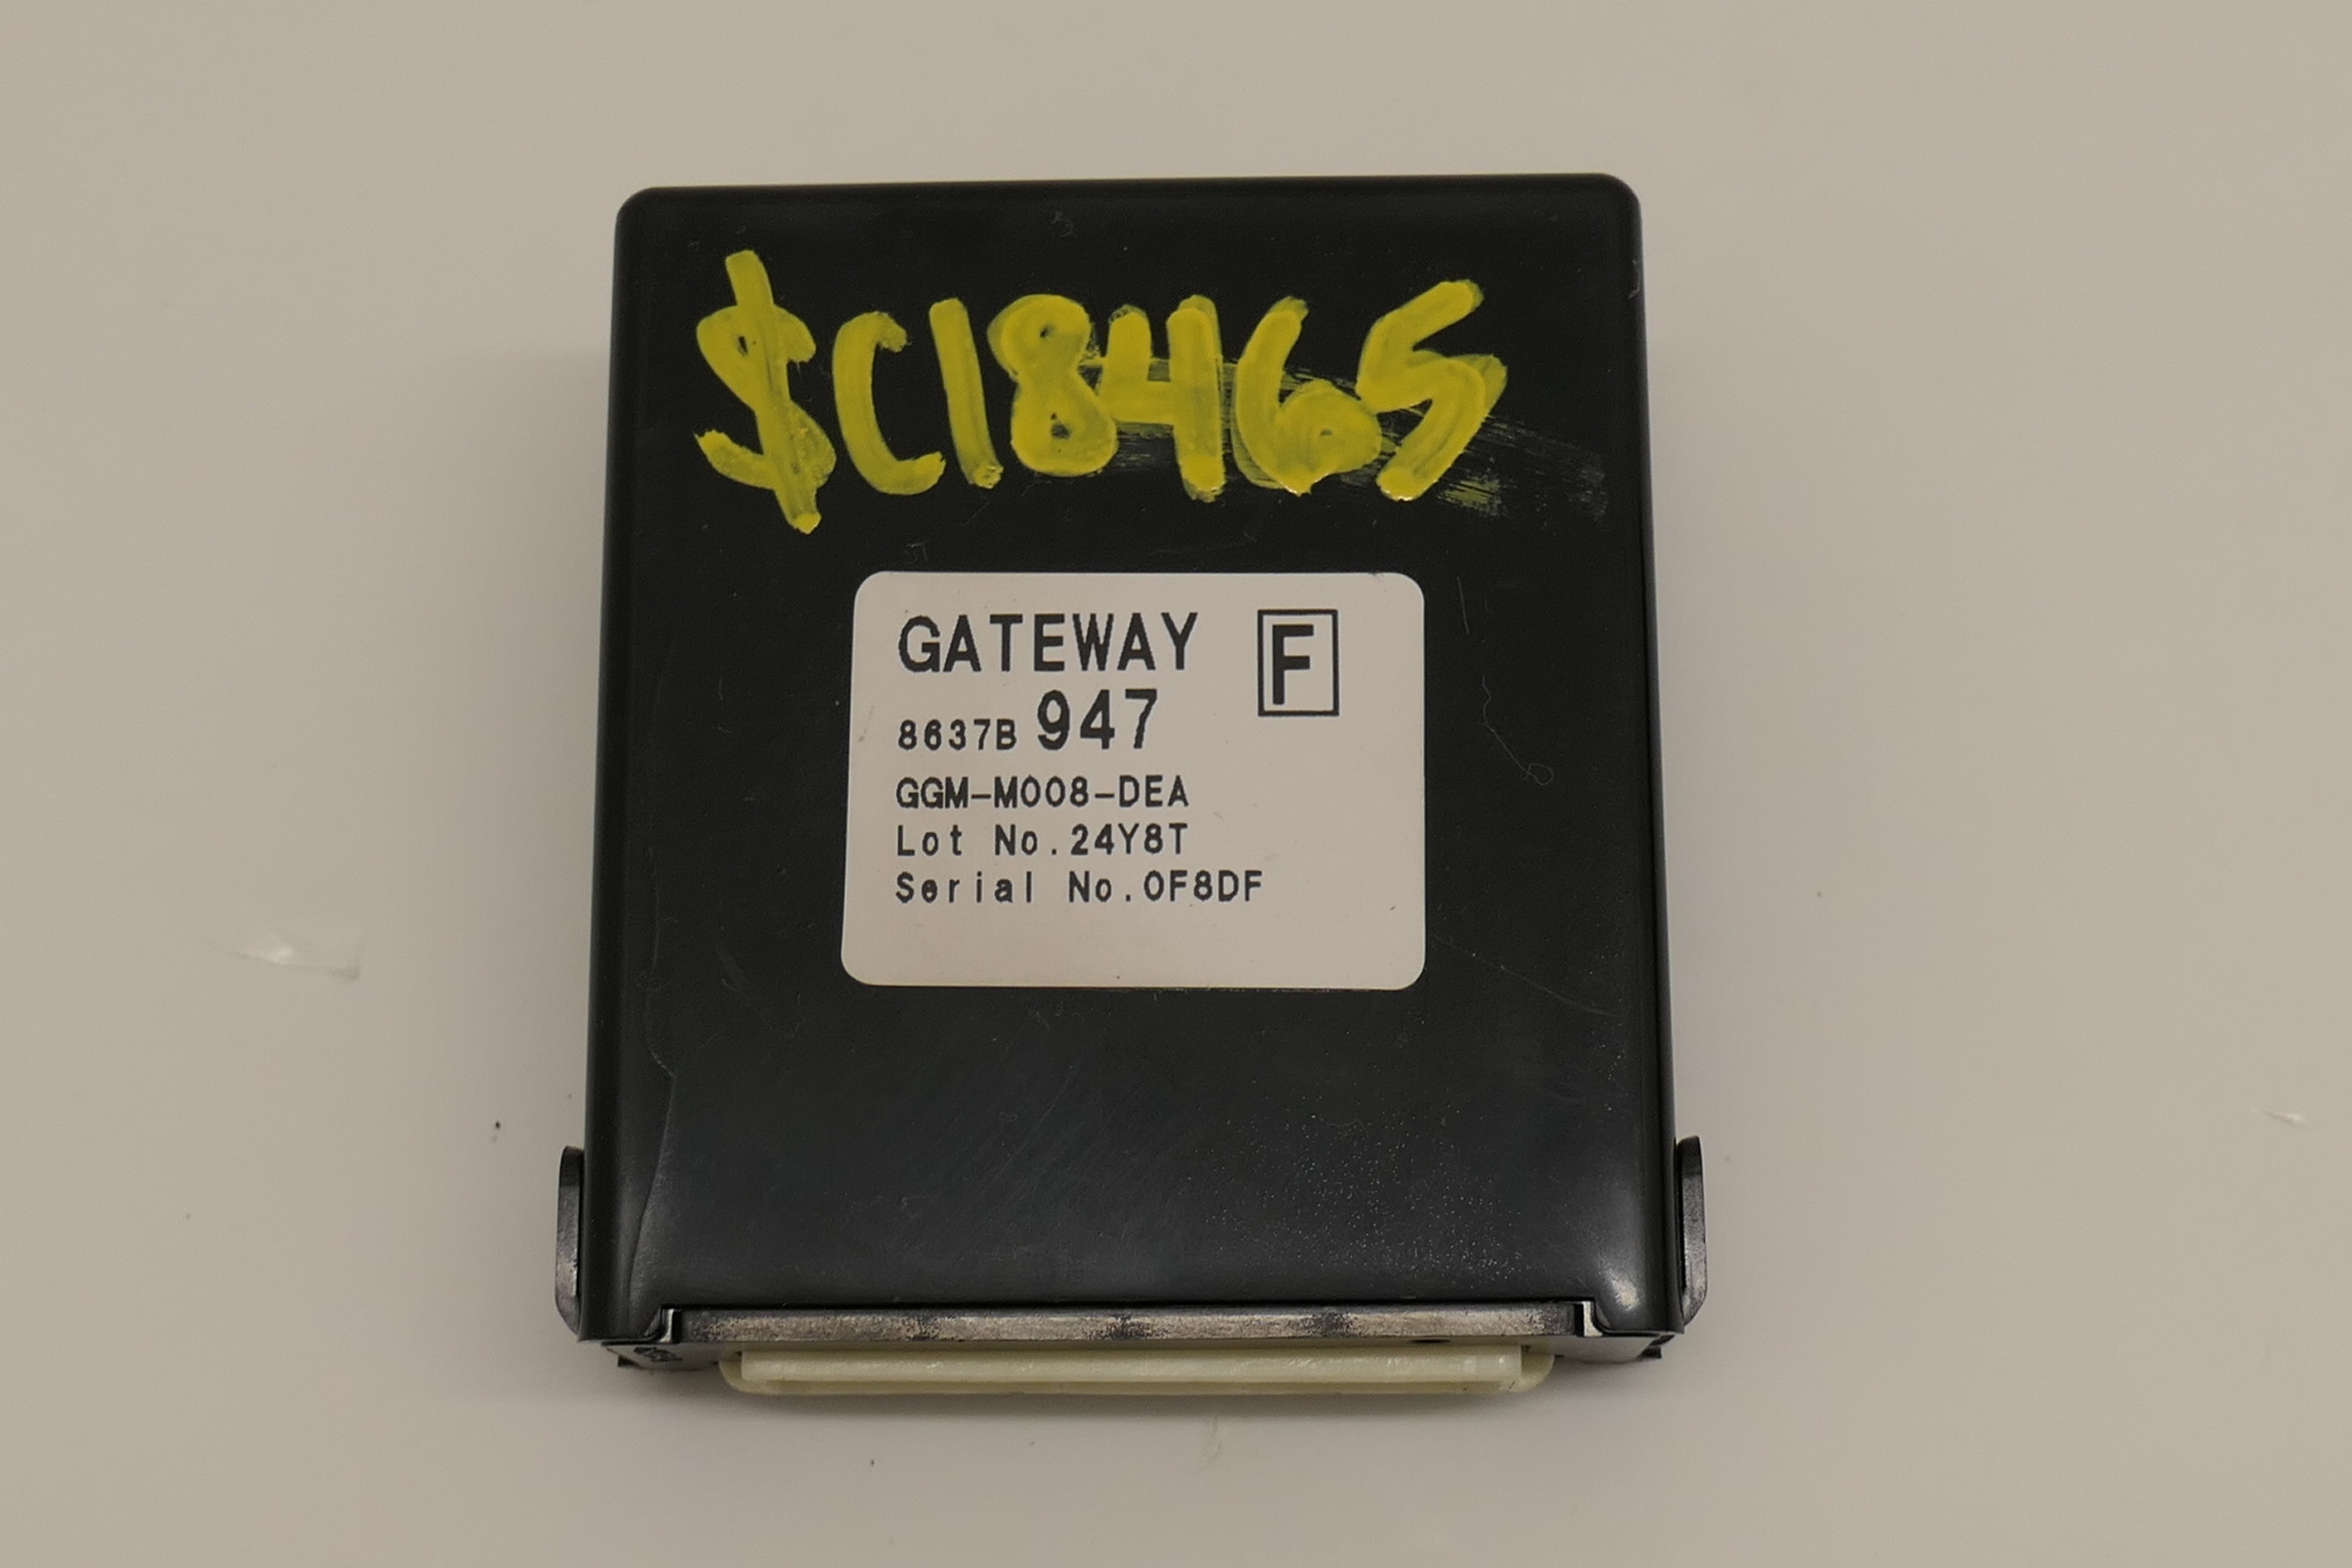 $C18465
GATEWAY F
8637B 947
GGM-M008-DEA
Lot No.24Y8T
Serial No.0F8DF